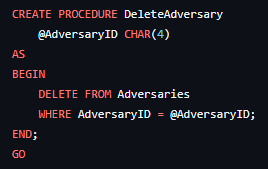 CREATE PROCEDURE DeleteAdversary
    @AdversaryID CHAR(4)
AS
BEGIN
    DELETE FROM Adversaries
    WHERE AdversaryID = @AdversaryID;
END;
GO